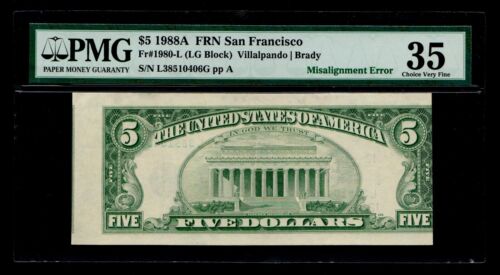 PMG
PAPER MONEY GUARANTY
$5 1988A FRN San Francisco
Fr#1980-L (LG Block) Villalpando | Brady
S/N L38510406G pp A
Misalignment Error
35
Choice Very Fine
THE UNITED STATES OF AMERICA
IN GOD WE TRUST
5
5
FIVE
FIVE DOLLARS
FIVE